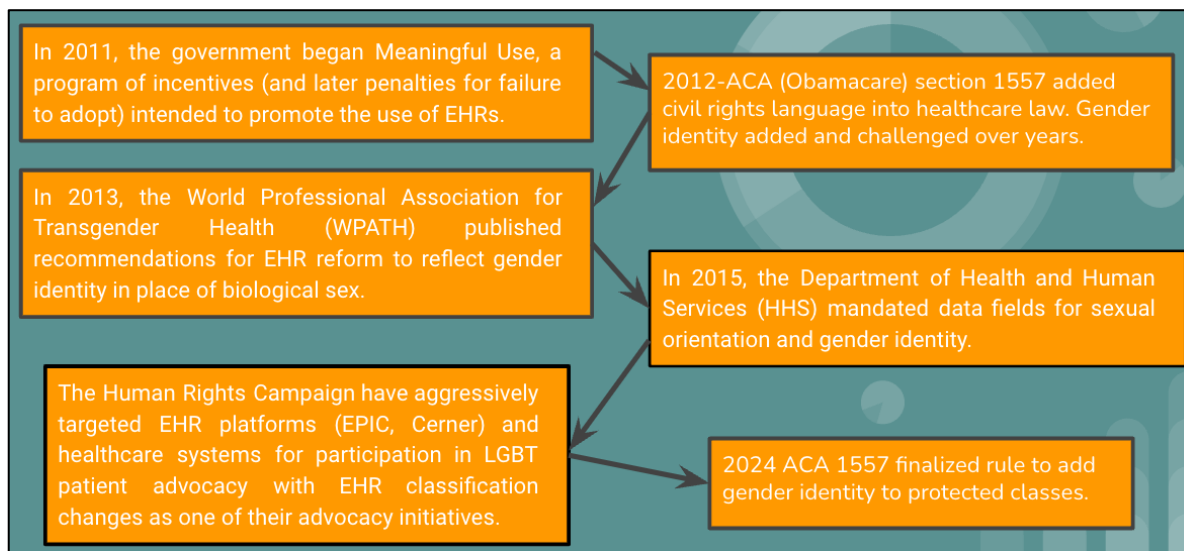 In 2011, the government began Meaningful Use, a
program of incentives (and later penalties for failure
to adopt) intended to promote the use of EHRs.
2012-ACA (Obamacare) section 1557 added
civil rights language into healthcare law. Gender
identity added and challenged over years.
In 2013, the World Professional Association for
Transgender Health (WPATH) published
recommendations for EHR reform to reflect gender
identity in place of biological sex.
In 2015, the Department of Health and Human
Services (HHS) mandated data fields for sexual
orientation and gender identity.
The Human Rights Campaign have aggressively
targeted EHR platforms (EPIC, Cerner) and
healthcare systems for participation in LGBT
patient advocacy with EHR classification
changes as one of their advocacy initiatives.
2024 ACA 1557 finalized rule to add
gender identity to protected classes.